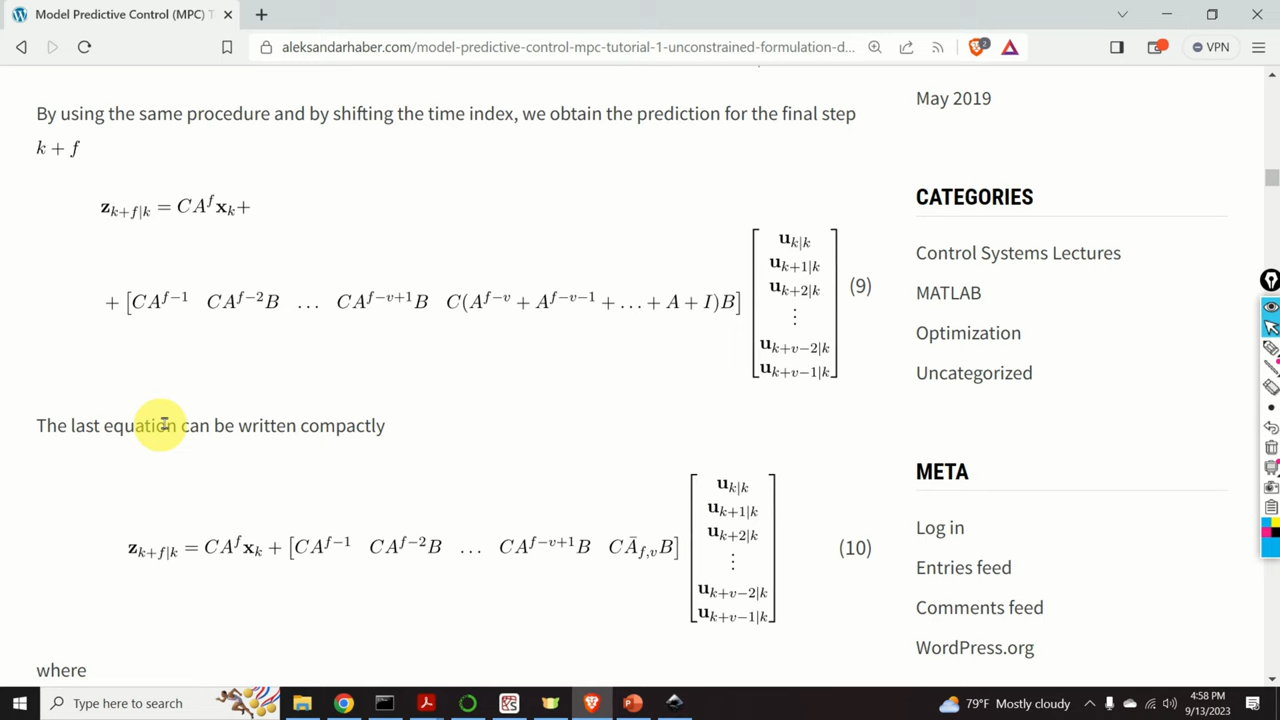 Model Predictive Control (MPC) T
aleksandarhaber.com/model-predictive-control-mpc-tutorial-1-unconstrained-formulation-d...
2
VPN
By using the same procedure and by shifting the time index, we obtain the prediction for the final step
k + f
z_{k+f|k} = CA^f x_k+
+ [CA^{f-1} CA^{f-2}B … CA^{f-v+1}B C(A^{f-v} + A^{f-v-1} + … + A + I)B] [u_{k|k} u_{k+1|k} u_{k+2|k} ⋮ u_{k+v-2|k} u_{k+v-1|k}] (9)
The last equation can be written compactly
z_{k+f|k} = CA^f x_k + [CA^{f-1} CA^{f-2}B … CA^{f-v+1}B CĀ_{f,v}B] [u_{k|k} u_{k+1|k} u_{k+2|k} ⋮ u_{k+v-2|k} u_{k+v-1|k}] (10)
where
May 2019
CATEGORIES
Control Systems Lectures
MATLAB
Optimization
Uncategorized
META
Log in
Entries feed
Comments feed
WordPress.org
Type here to search
79°F Mostly cloudy
4:58 PM
9/13/2023